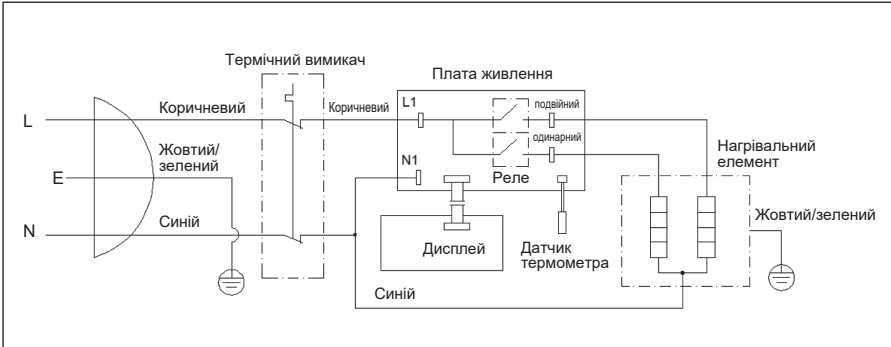 Термічний вимикач
Плата живлення
Коричневий
Коричневий
L1
подвійний
L
одинарний
Жовтий/
зелений
Нагрівальний
елемент
N1
E
Реле
Синій
Жовтий/зелений
N
Дисплей
Датчик
термометра
Синій